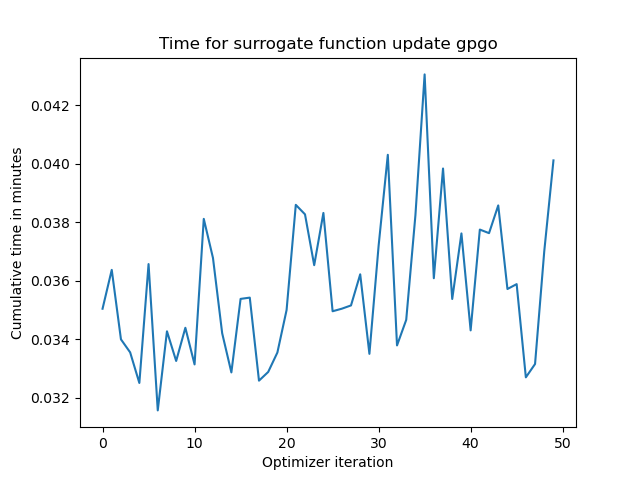 Time for surrogate function update gpgo
0.042
0.040
0.038
0.036
0.034
0.032
Cumulative time in minutes
0 10 20 30 40 50
Optimizer iteration